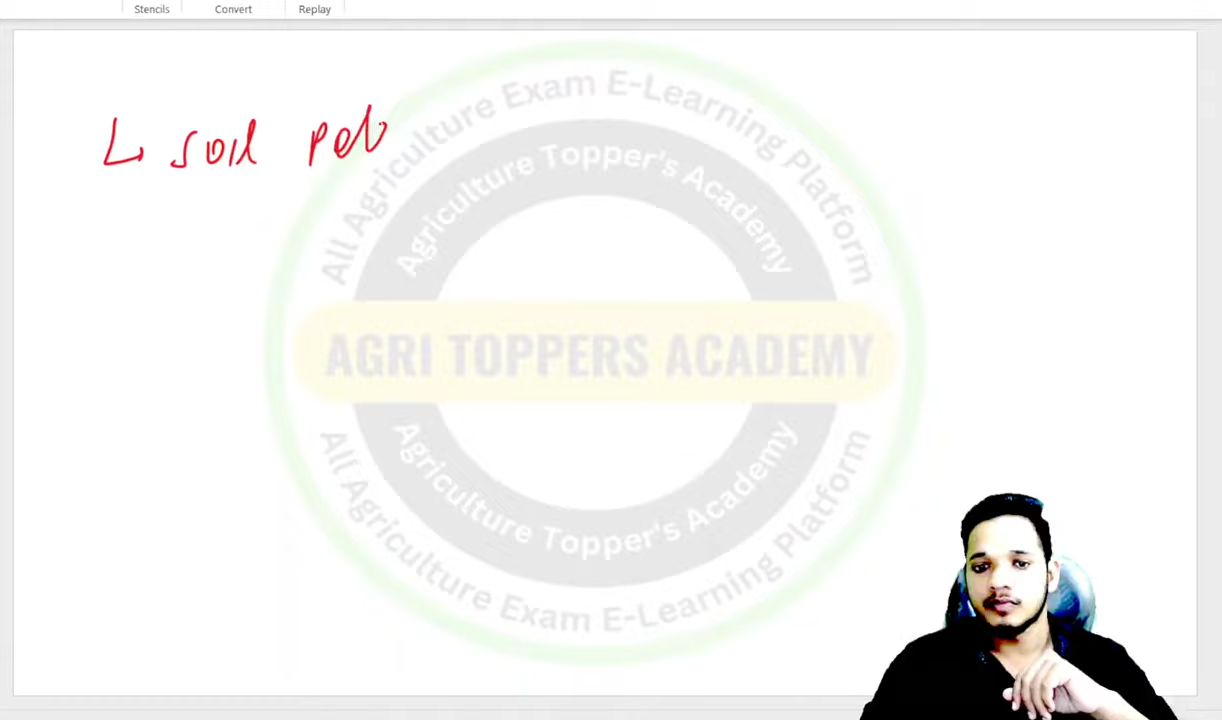 Stencils Convert Replay
All Agriculture Exam E-Learning Platform
Agriculture Topper's Academy
↳ soil
AGRI TOPPERS ACADEMY
Agriculture Topper's Academy
All Agriculture Exam E-Learning Platform